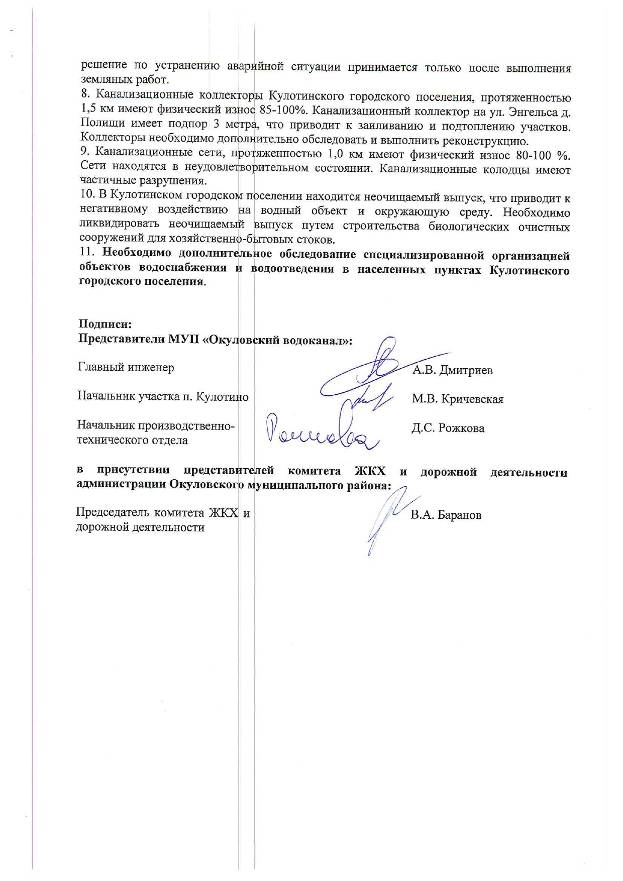 решение по устранению аварийной ситуации принимается только после выполнения
земляных работ.
8. Канализационные коллекторы Кулотинского городского поселения, протяженностью
1,5 км имеют физический износ 85-100%. Канализационный коллектор на ул. Энгельса д.
Полищи имеет подпор 3 метра, что приводит к заиливанию и подтоплению участков.
Коллекторы необходимо дополнительно обследовать и выполнить реконструкцию.
9. Канализационные сети, протяженностью 1,0 км имеют физический износ 80-100 %.
Сети находятся в неудовлетворительном состоянии. Канализационные колодцы имеют
частичные разрушения.
10. В Кулотинском городском поселении находится неочищаемый выпуск, что приводит к
негативному воздействию на водный объект и окружающую среду. Необходимо
ликвидировать неочищаемый выпуск путем строительства биологических очистных
сооружений для хозяйственно-бытовых стоков.
11. Необходимо дополнительное обследование специализированной организацией
объектов водоснабжения и водоотведения в населенных пунктах Кулотинского
городского поселения.
Подписи:
Представители МУП «Окуловский водоканал»:
Главный инженер А.В. Дмитриев
Начальник участка п. Кулотино М.В. Кричевская
Начальник производственно- Д.С. Рожкова
технического отдела
в присутствии представителей комитета ЖКХ и дорожной деятельности
администрации Окуловского муниципального района:
Председатель комитета ЖКХ и В.А. Баранов
дорожной деятельности